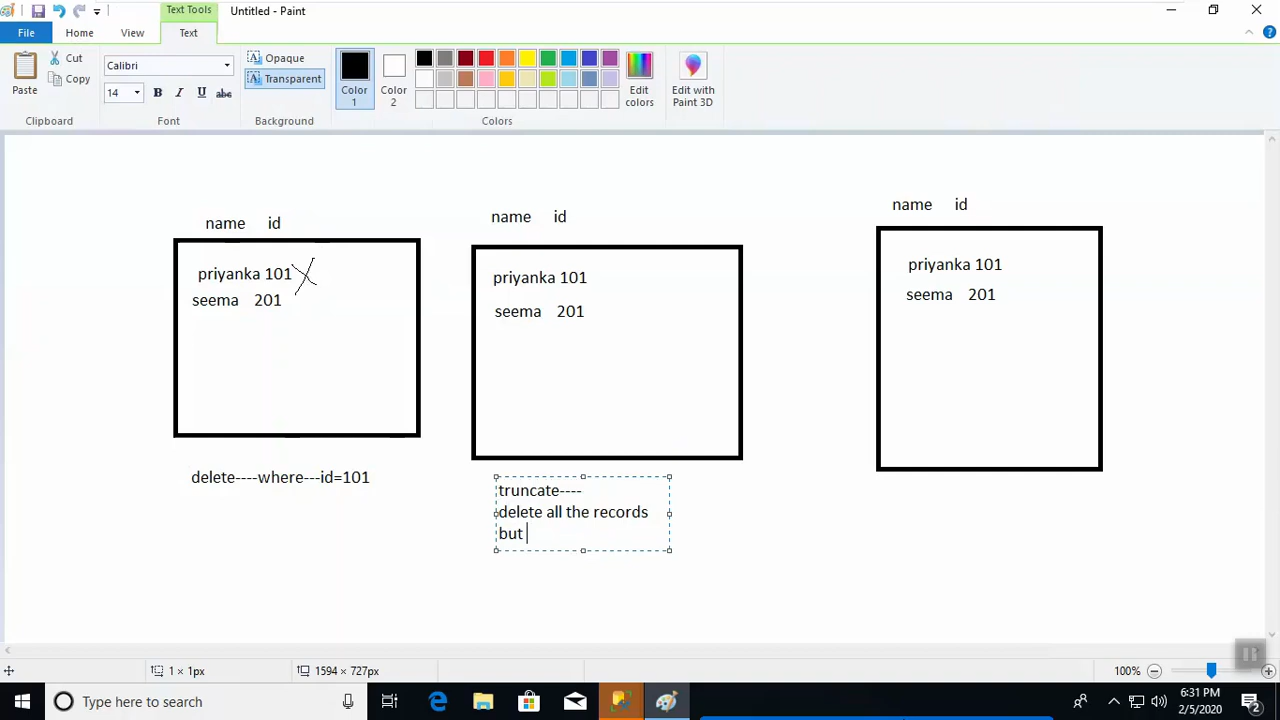 Text Tools
Untitled - Paint
File
Home
View
Text
Paste
Cut
Copy
Clipboard
Calibri
14
B
I
U
abc
Font
Opaque
Transparent
Background
Color 1
Color 2
Colors
Edit colors
Edit with Paint 3D
name id
priyanka 101
seema 201
delete----where---id=101
name id
priyanka 101
seema 201
truncate----
delete all the records
but
name id
priyanka 101
seema 201
1 × 1px
1594 × 727px
100%
Type here to search
6:31 PM
2/5/2020
2